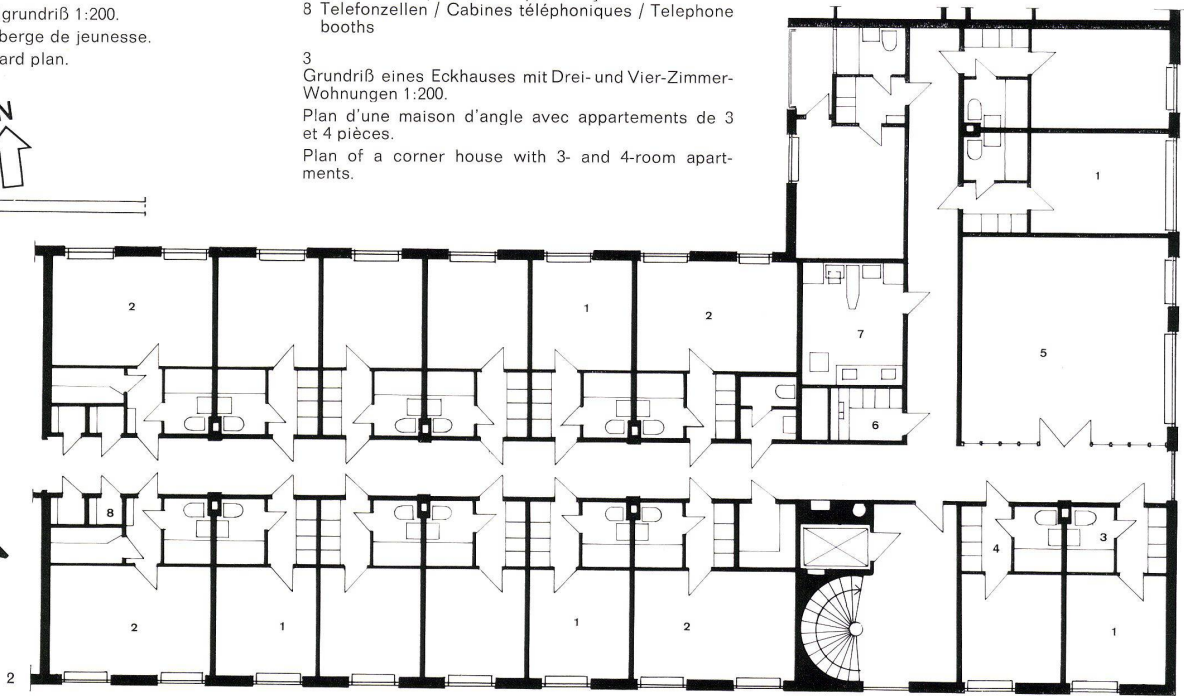 grundriß 1:200.
berge de jeunesse.
ard plan.
8 Telefonzellen / Cabines téléphoniques / Telephone
booths
3
Grundriß eines Eckhauses mit Drei- und Vier-Zimmer-
Wohnungen 1:200.
Plan d'une maison d'angle avec appartements de 3
et 4 pièces.
Plan of a corner house with 3- and 4-room apart-
ments.
N
1
2
1
2
7
5
6
8
4
3
2
1
1
2
1
2